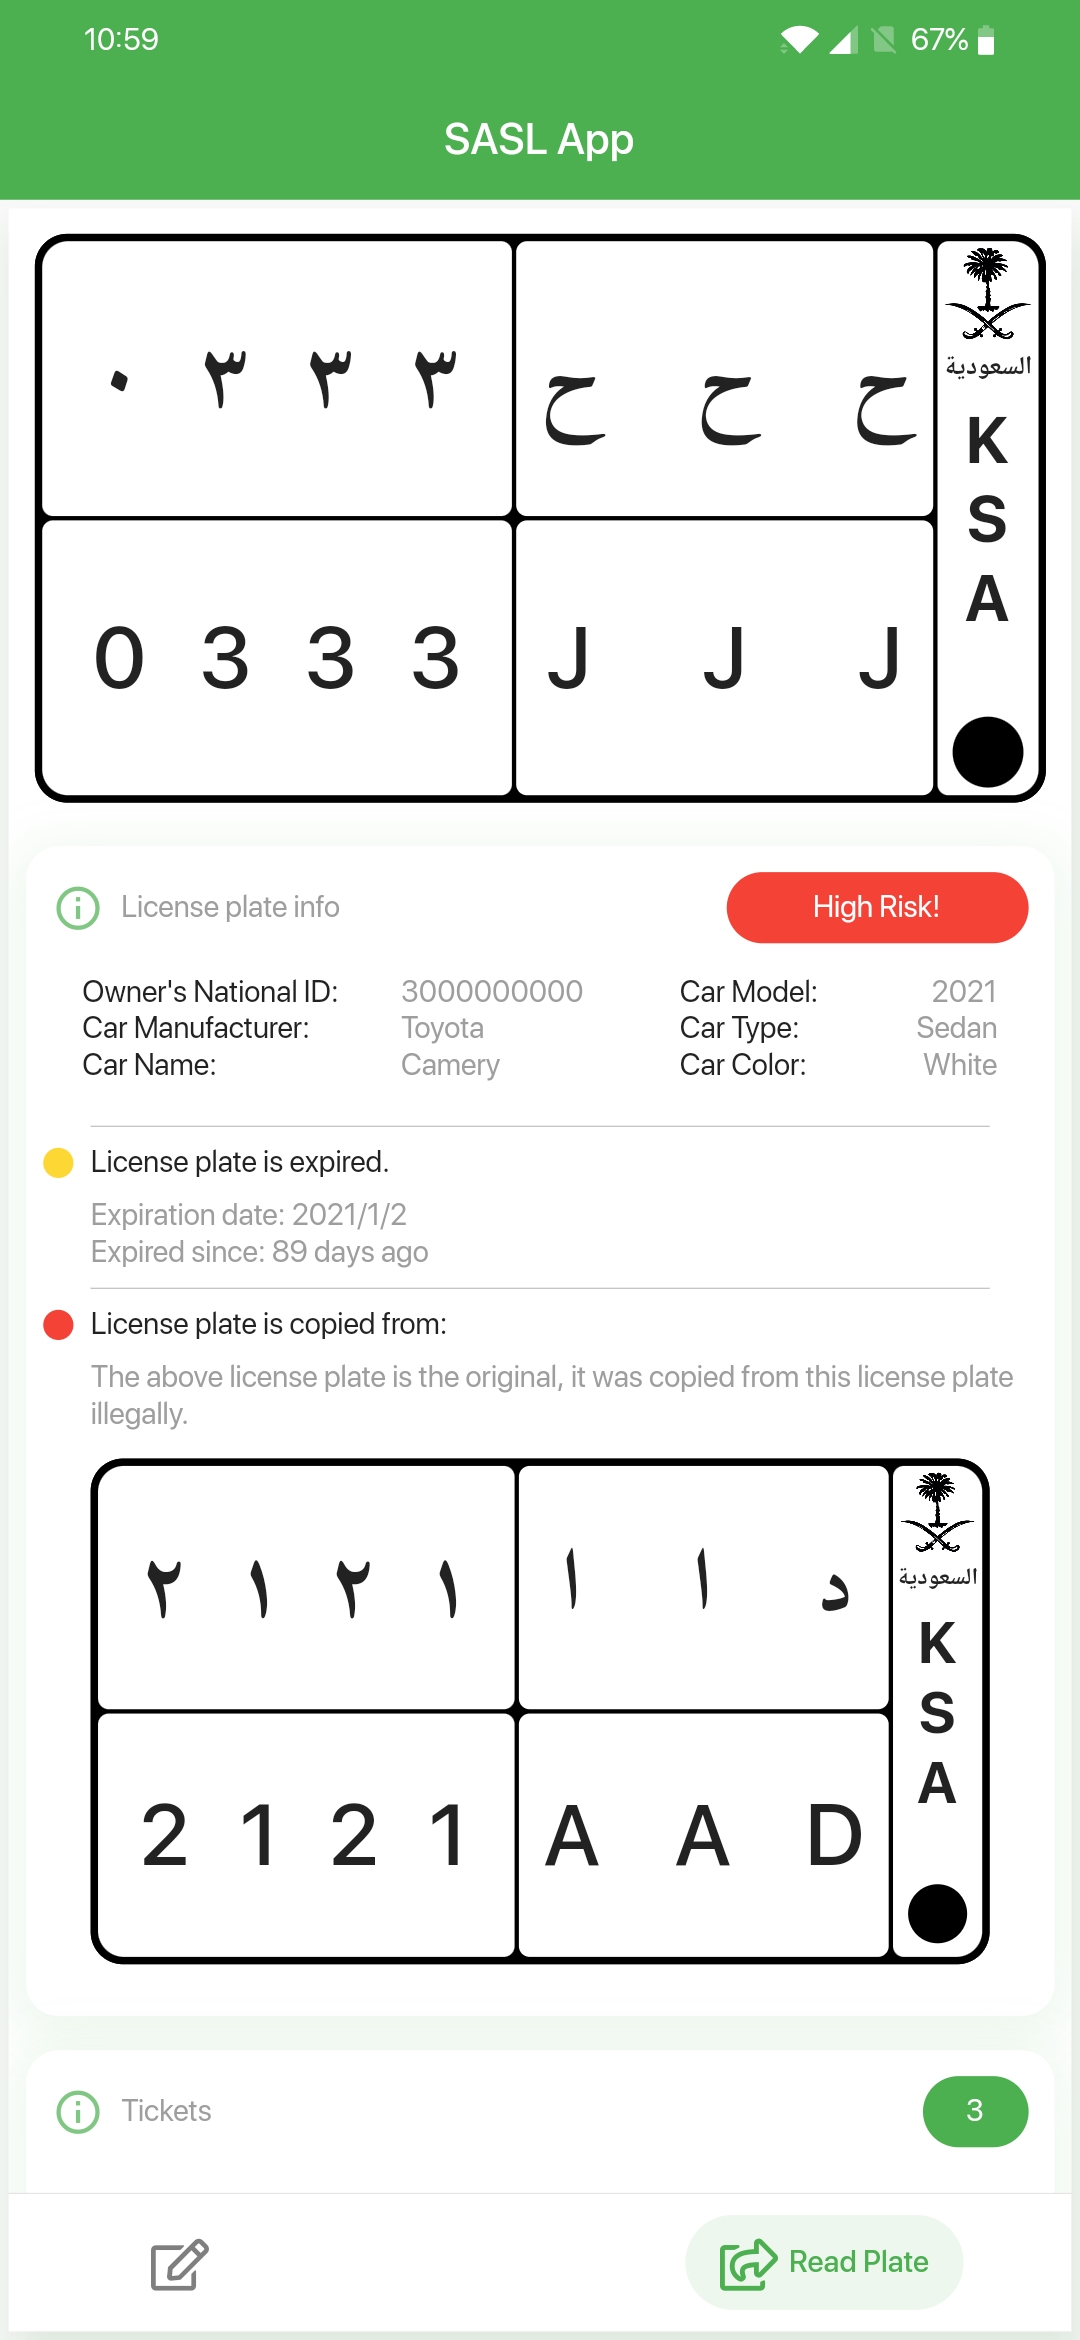 10:59
67%
SASL App
٠ ٣ ٣ ٣
ح ح ح
السعودية
K
S
A
0 3 3 3
J J J
License plate info
High Risk!
Owner's National ID: 3000000000 Car Model: 2021
Car Manufacturer: Toyota Car Type: Sedan
Car Name: Camery Car Color: White
License plate is expired.
Expiration date: 2021/1/2
Expired since: 89 days ago
License plate is copied from:
The above license plate is the original, it was copied from this license plate
illegally.
٢ ١ ٢ ١
ا ا د
السعودية
K
S
A
2 1 2 1
A A D
Tickets
3
Read Plate